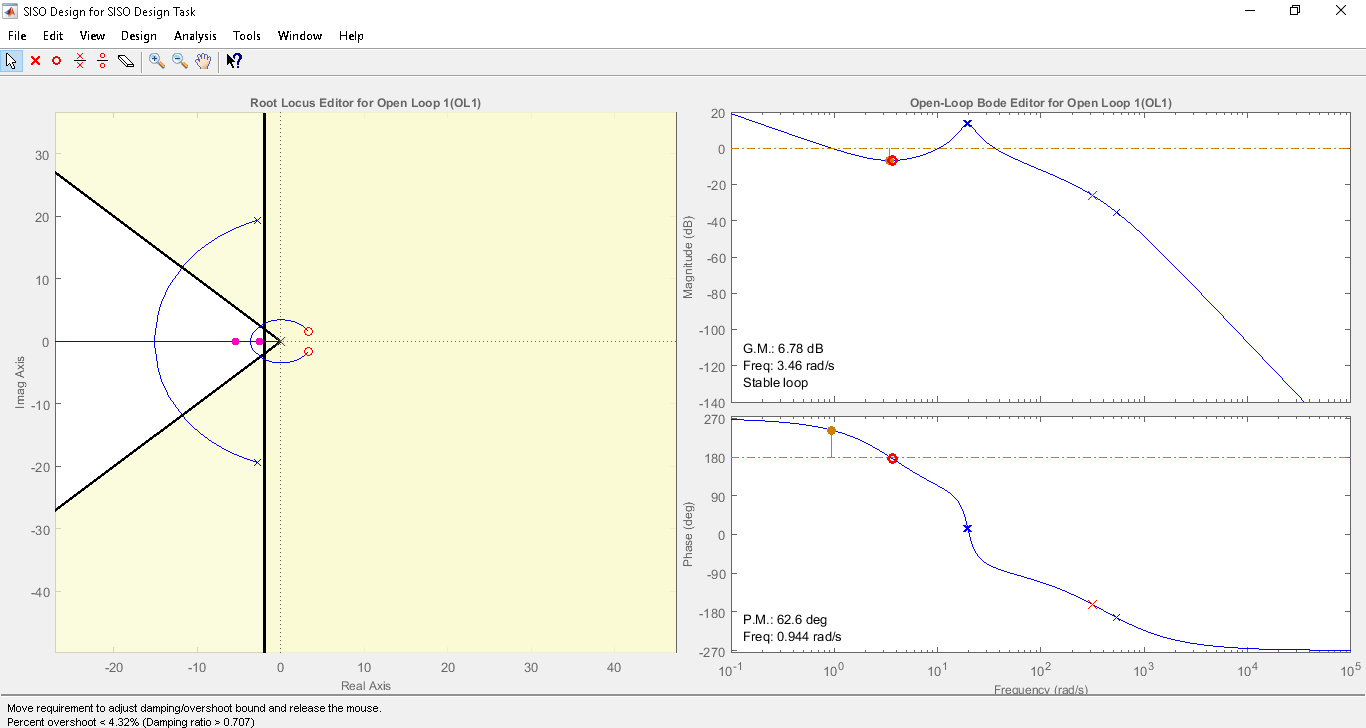 SISO Design for SISO Design Task
File Edit View Design Analysis Tools Window Help
Root Locus Editor for Open Loop 1(OL1)
30
20
10
0
-10
-20
-30
-40
Imag Axis
-20 -10 0 10 20 30 40
Real Axis
Open-Loop Bode Editor for Open Loop 1(OL1)
20
0
-20
-40
-60
-80
-100
-120
-140
Magnitude (dB)
G.M.: 6.78 dB
Freq: 3.46 rad/s
Stable loop
270
180
90
0
-90
-180
-270
Phase (deg)
P.M.: 62.6 deg
Freq: 0.944 rad/s
10^-1 10^0 10^1 10^2 10^3 10^4 10^5
Frequency (rad/s)
Move requirement to adjust damping/overshoot bound and release the mouse.
Percent overshoot < 4.32% (Damping ratio > 0.707)